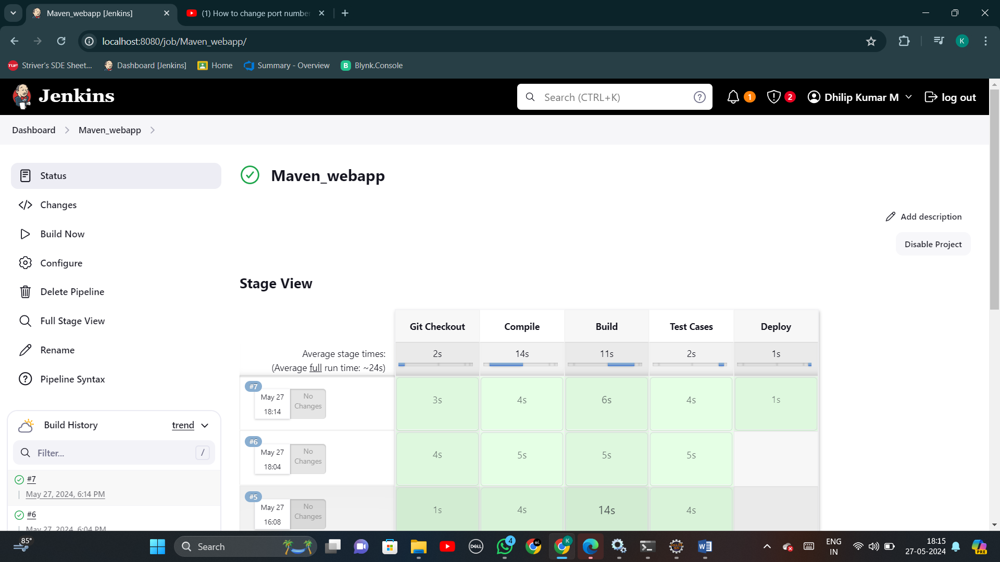 Maven_webapp [Jenkins]
(1) How to change port number
localhost:8080/job/Maven_webapp/
K
Striver's SDE Sheet...
Dashboard [Jenkins]
Home
Summary - Overview
Blynk.Console
Jenkins
Search (CTRL+K)
1
2
Dhilip Kumar M
log out
Dashboard
Maven_webapp
Status
Changes
Build Now
Configure
Delete Pipeline
Full Stage View
Rename
Pipeline Syntax
Build History
trend
Filter...
/
#7
May 27, 2024, 6:14 PM
#6
May 27, 2024, 6:04 PM
Maven_webapp
Add description
Disable Project
Stage View
Git Checkout Compile Build Test Cases Deploy
Average stage times: 2s 14s 11s 2s 1s
(Average full run time: ~24s)
#7
May 27
18:14
No
Changes
3s 4s 6s 4s 1s
#6
May 27
18:04
No
Changes
4s 5s 5s 5s
#5
May 27
16:08
No
Changes
1s 4s 14s 4s
85°
Search
DELL
4
K
PRE
ENG
IN
18:15
27-05-2024